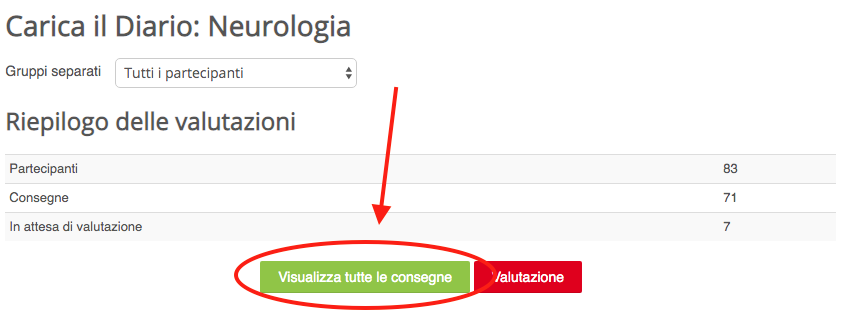 Carica il Diario: Neurologia
Gruppi separati Tutti i partecipanti
Riepilogo delle valutazioni
Partecipanti 83
Consegne 71
In attesa di valutazione 7
Visualizza tutte le consegne Valutazione